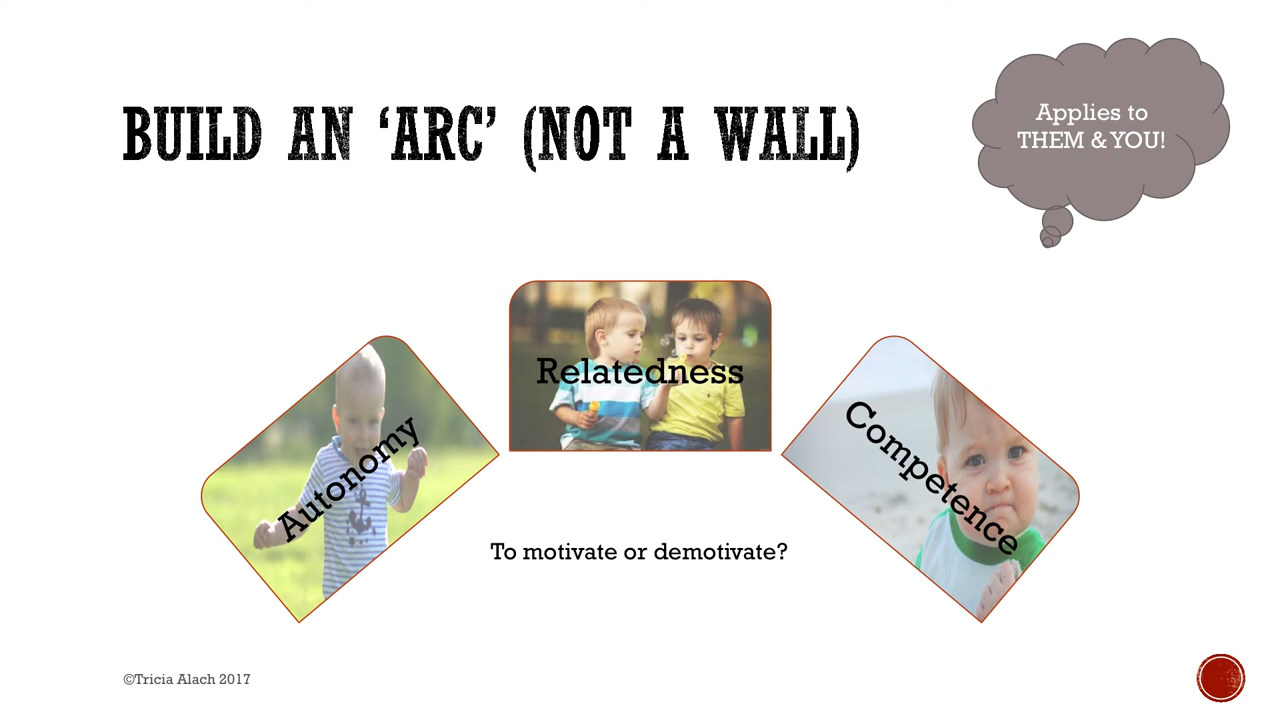 BUILD AN ‘ARC’ (NOT A WALL)
Applies to
THEM & YOU!
Autonomy
Relatedness
Competence
To motivate or demotivate?
©Tricia Alach 2017